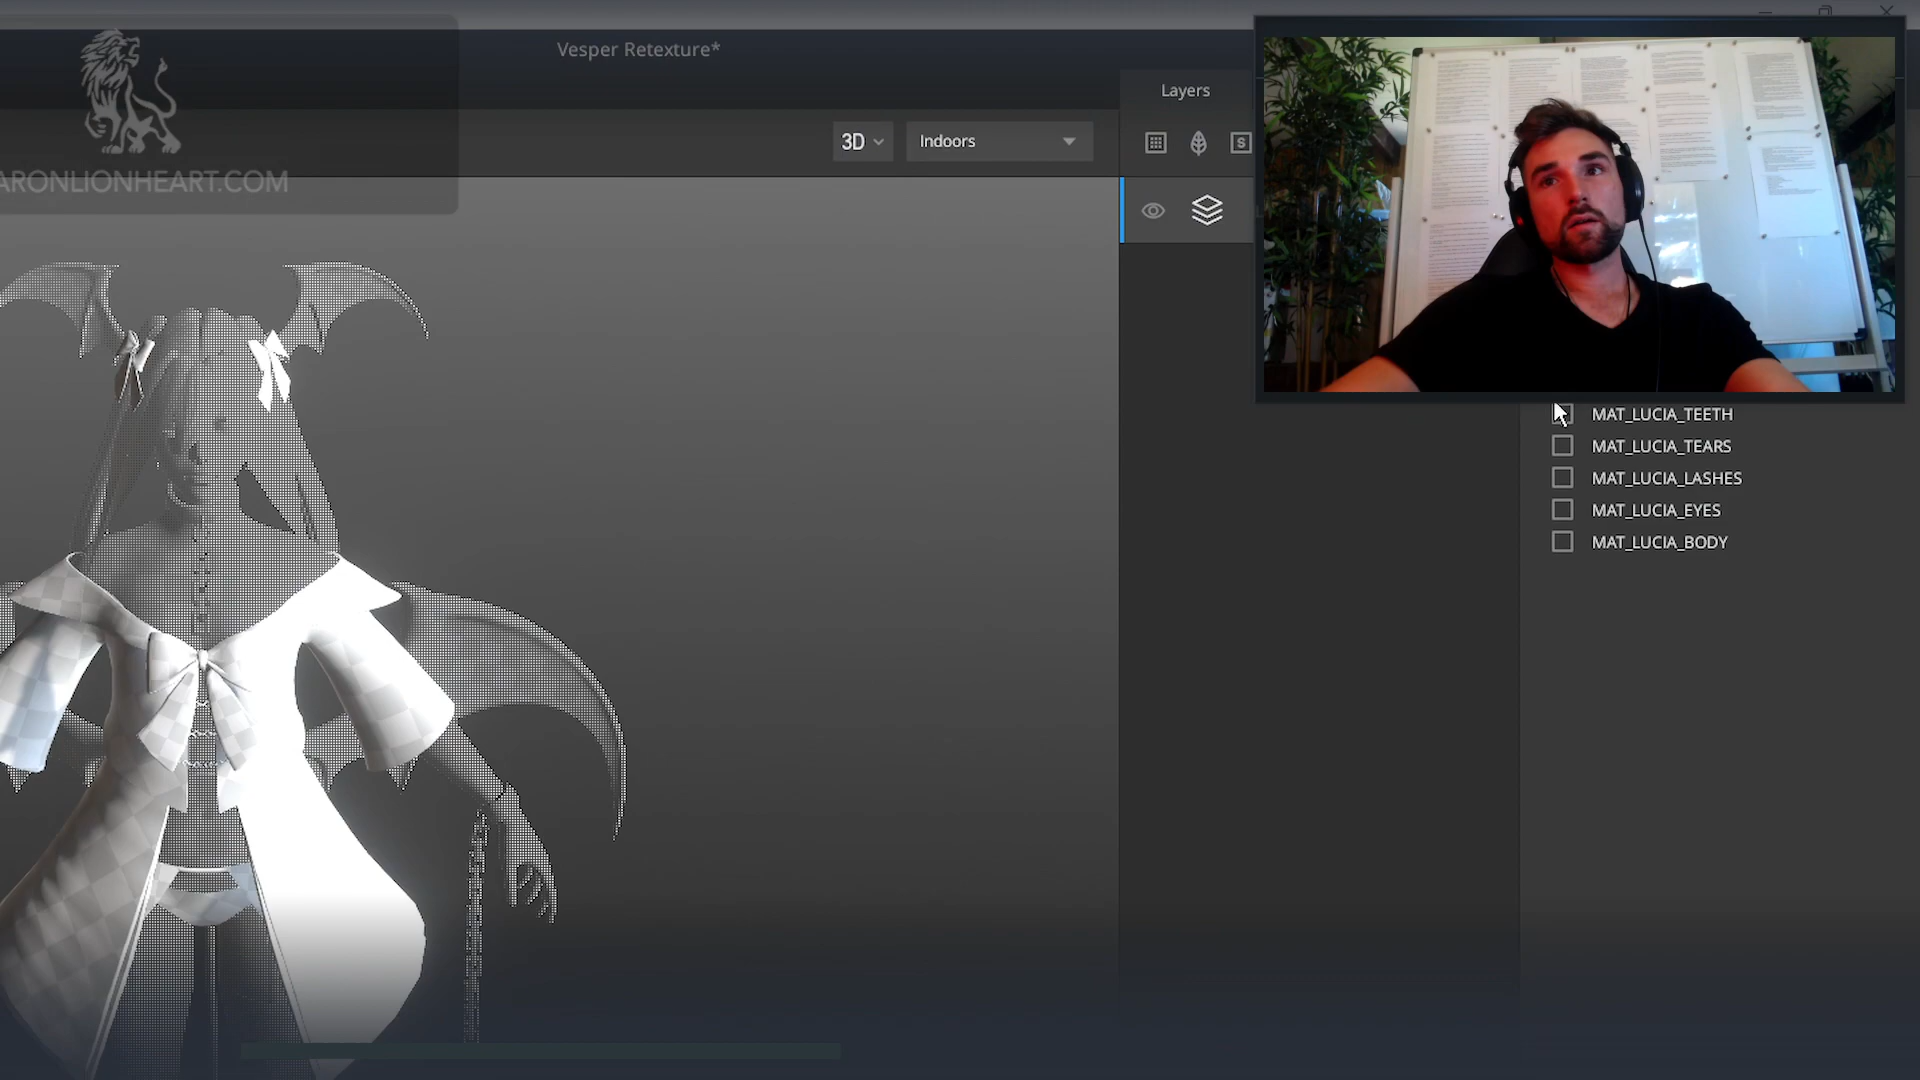 Vesper Retexture*
Layers
3D
Indoors
S
ARONLIONHEART.COM
MAT_LUCIA_TEETH
MAT_LUCIA_TEARS
MAT_LUCIA_LASHES
MAT_LUCIA_EYES
MAT_LUCIA_BODY